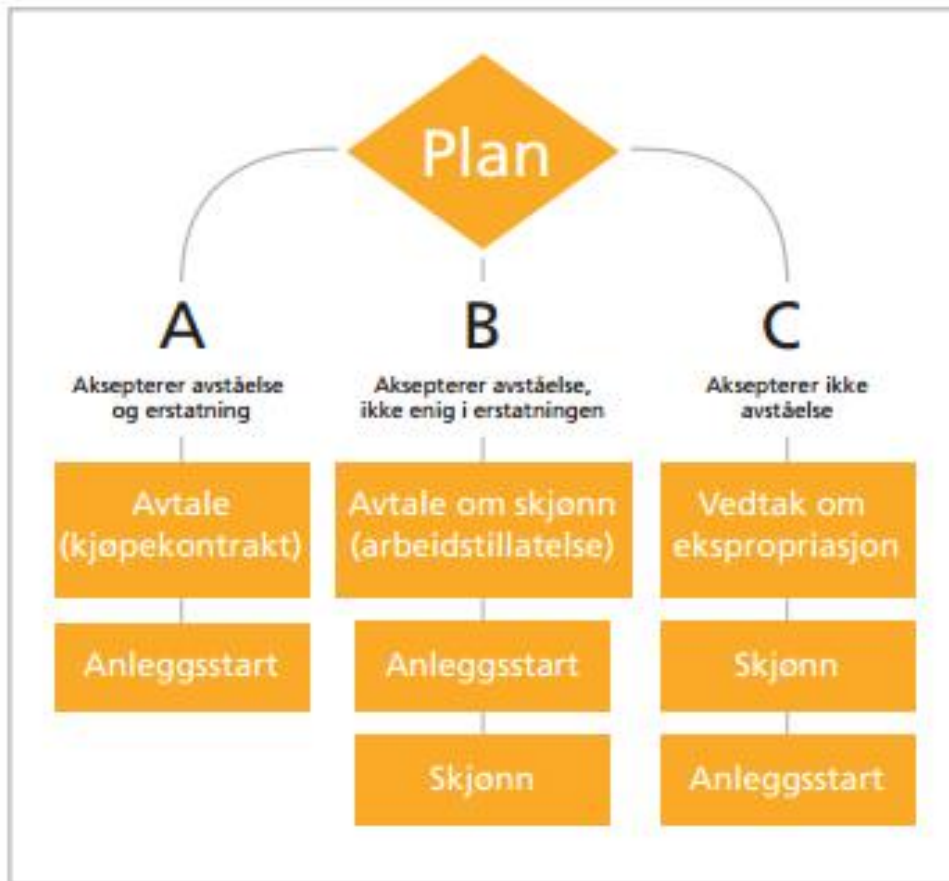 Plan
A
Aksepterer avståelse
og erstatning
Avtale
(kjøpekontrakt)
Anleggsstart
B
Aksepterer avståelse,
ikke enig i erstatningen
Avtale om skjønn
(arbeidstillatelse)
Anleggsstart
Skjønn
C
Aksepterer ikke
avståelse
Vedtak om
ekspropriasjon
Skjønn
Anleggsstart